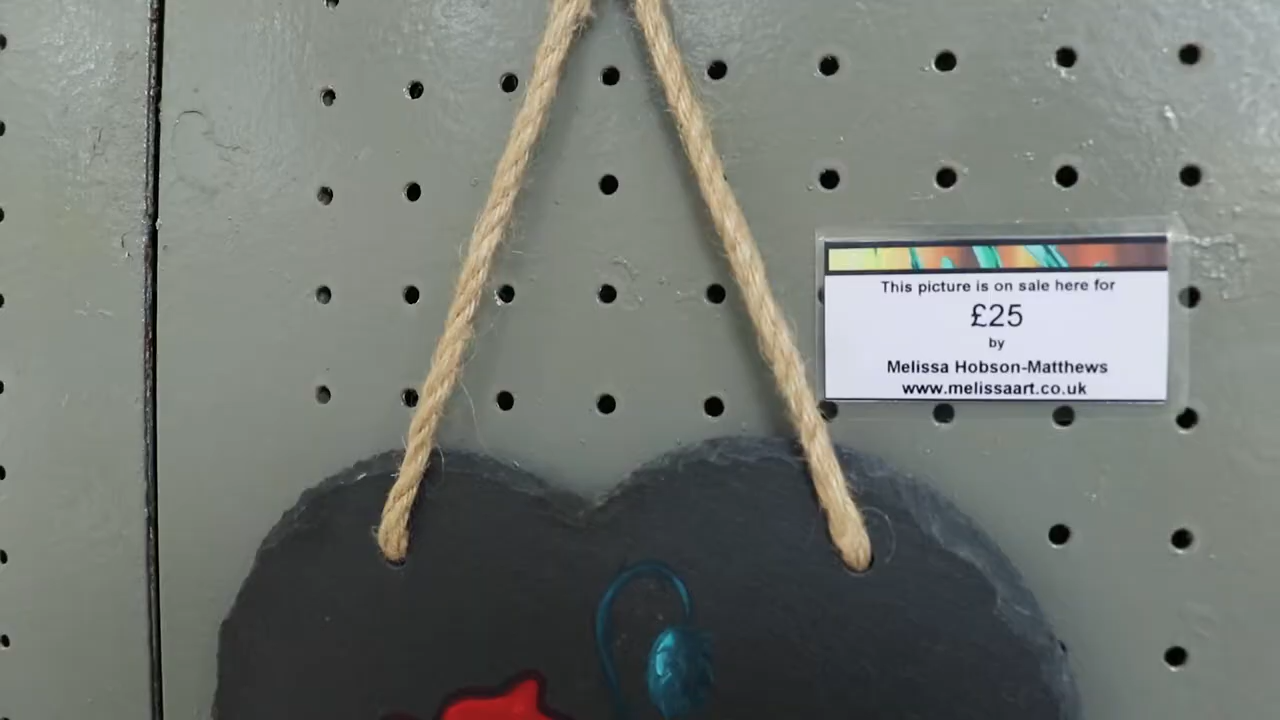 This picture is on sale here for
£25
by
Melissa Hobson-Matthews
www.melissaart.co.uk